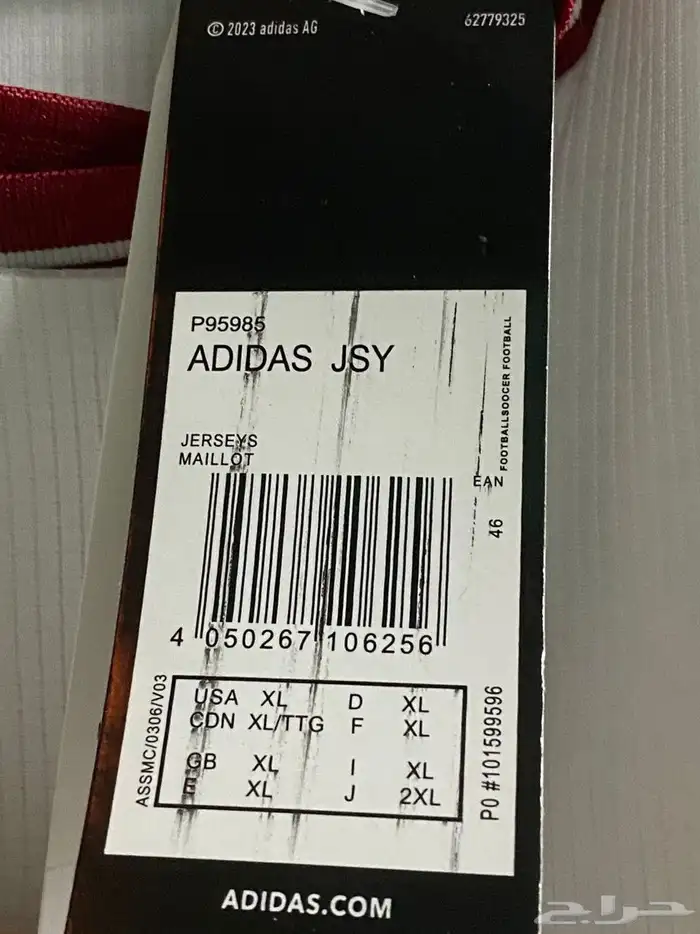 © 2023 adidas AG
62779325
P95985
ADIDAS JSY
JERSEYS
MAILLOT
FOOTBALLSOCCER FOOTBALL
EAN
46
4 050267 106256
ASSMC/0306/V03
USA XL D XL
CDN XL/TTG F XL
GB XL I XL
E XL J 2XL
PO #101599596
ADIDAS.COM
حراج